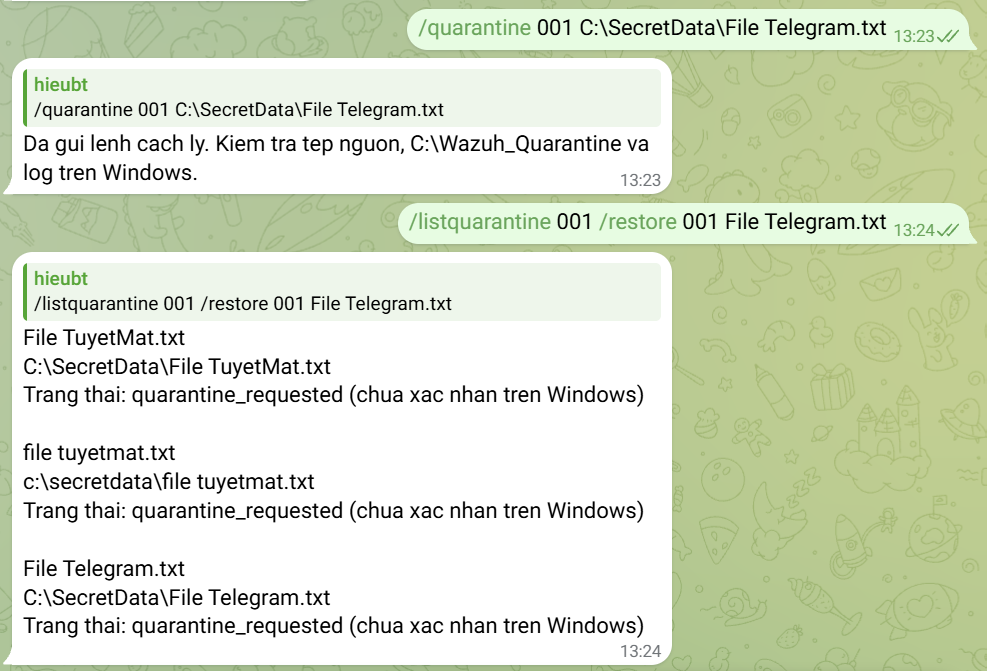 /quarantine 001 C:\SecretData\File Telegram.txt 13:23
hieubt
/quarantine 001 C:\SecretData\File Telegram.txt
Da gui lenh cach ly. Kiem tra tep nguon, C:\Wazuh_Quarantine va
log tren Windows.
13:23
/listquarantine 001 /restore 001 File Telegram.txt 13:24
hieubt
/listquarantine 001 /restore 001 File Telegram.txt
File TuyetMat.txt
C:\SecretData\File TuyetMat.txt
Trang thai: quarantine_requested (chua xac nhan tren Windows)
file tuyetmat.txt
c:\secretdata\file tuyetmat.txt
Trang thai: quarantine_requested (chua xac nhan tren Windows)
File Telegram.txt
C:\SecretData\File Telegram.txt
Trang thai: quarantine_requested (chua xac nhan tren Windows)
13:24